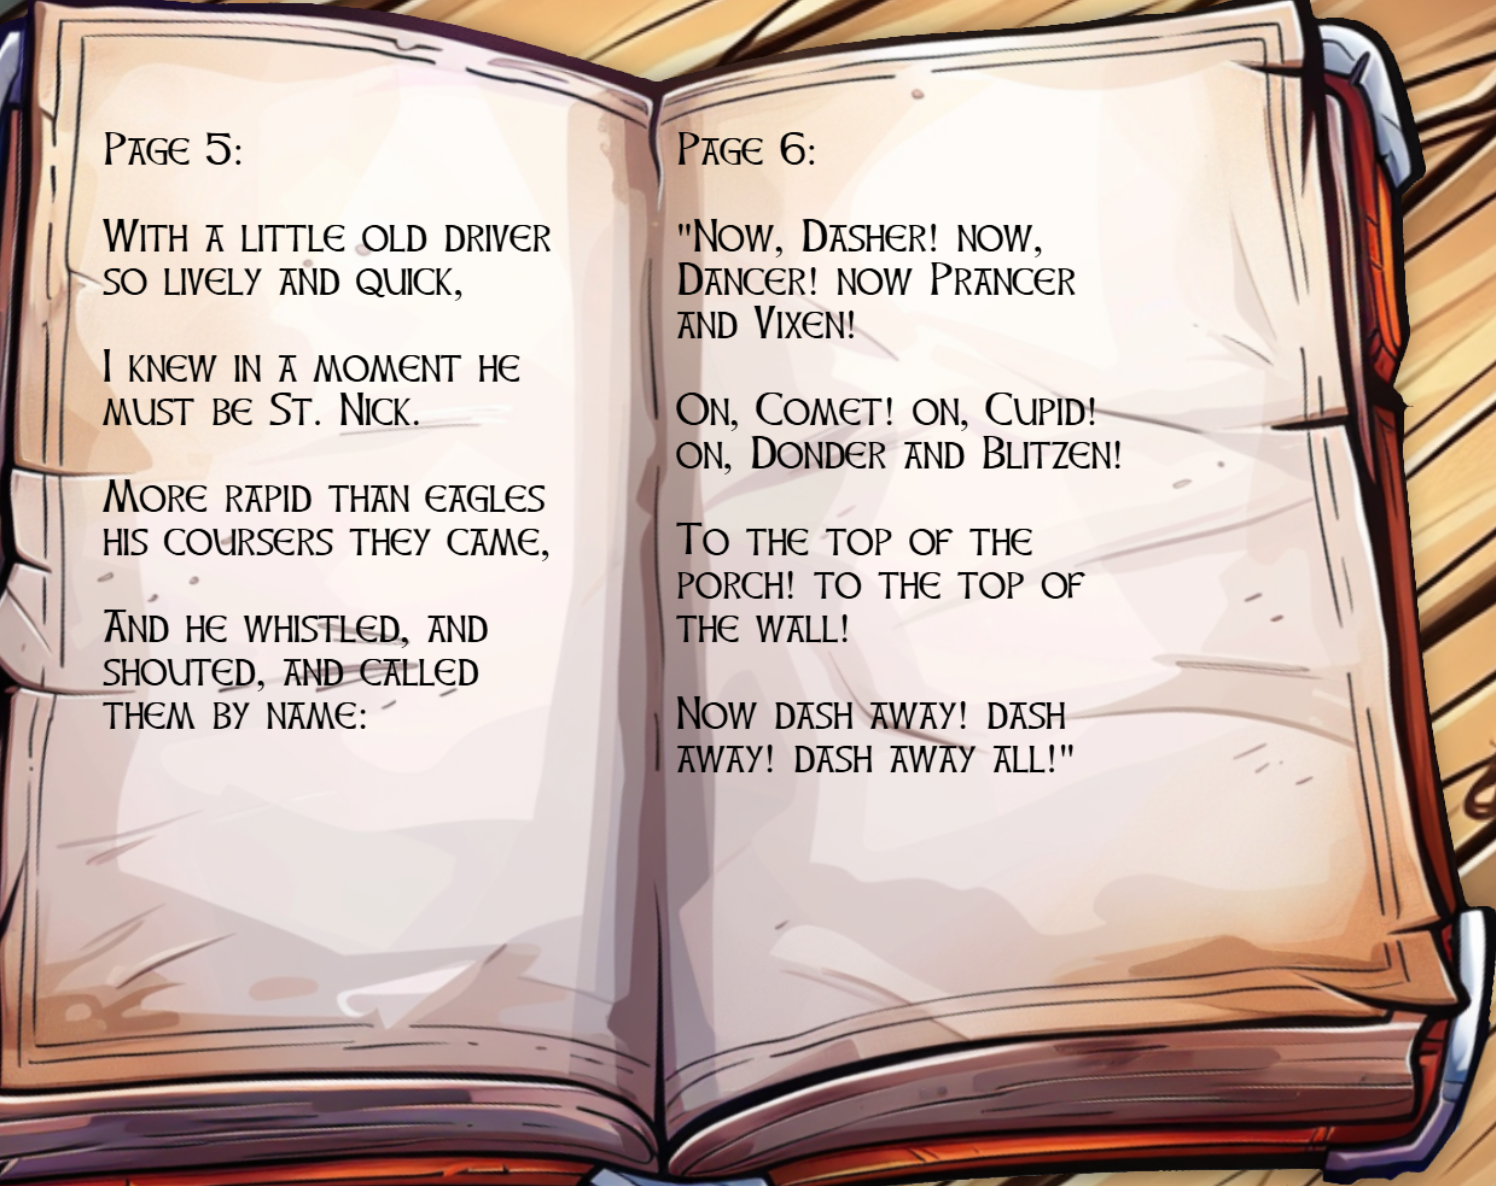 Page 5:
With a little old driver
so lively and quick,
I knew in a moment he
must be St. Nick.
More rapid than eagles
his coursers they came,
And he whistled, and
shouted, and called
them by name:
Page 6:
"Now, Dasher! now,
Dancer! now Prancer
and Vixen!
On, Comet! on, Cupid!
on, Donder and Blitzen!
To the top of the
porch! to the top of
the wall!
Now dash away! dash
away! dash away all!"